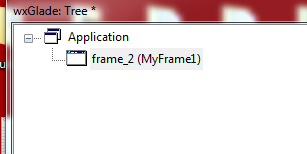 wxGlade: Tree *
Application
frame_2 (MyFrame1)